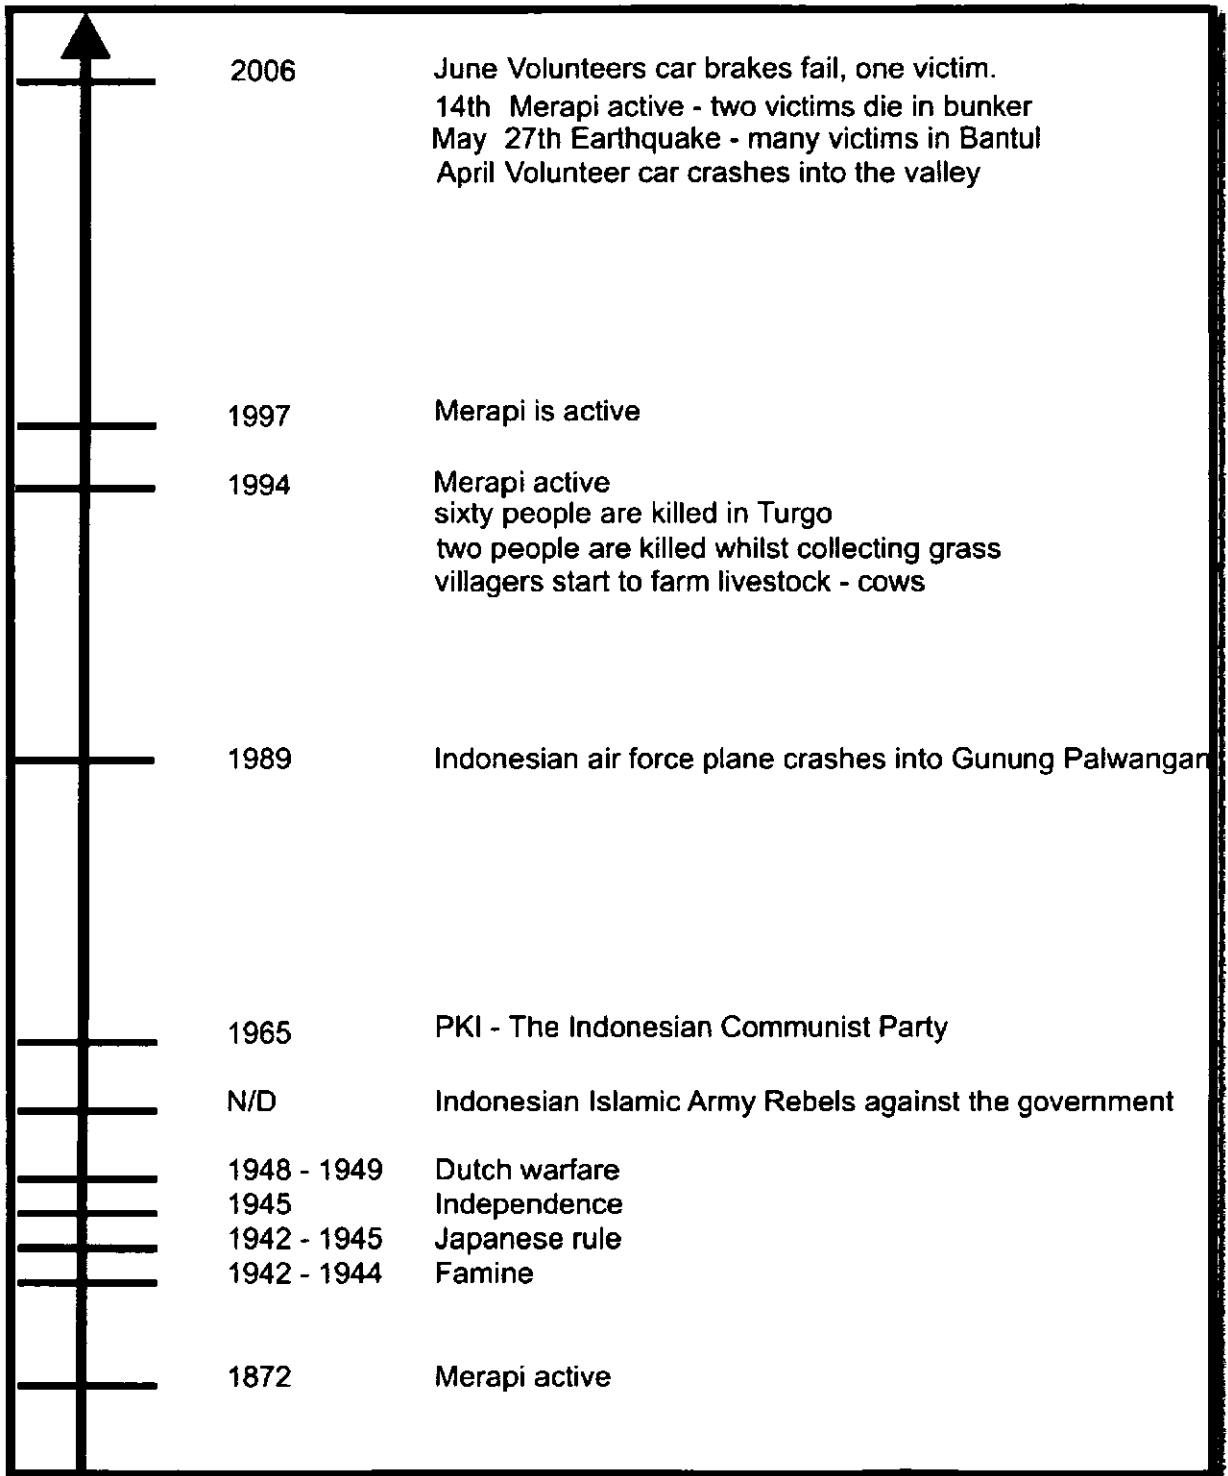 2006 June Volunteers car brakes fail, one victim.
14th Merapi active - two victims die in bunker
May 27th Earthquake - many victims in Bantul
April Volunteer car crashes into the valley
1997 Merapi is active
1994 Merapi active
sixty people are killed in Turgo
two people are killed whilst collecting grass
villagers start to farm livestock - cows
1989 Indonesian air force plane crashes into Gunung Palwangan
1965 PKI - The Indonesian Communist Party
N/D Indonesian Islamic Army Rebels against the government
1948 - 1949 Dutch warfare
1945 Independence
1942 - 1945 Japanese rule
1942 - 1944 Famine
1872 Merapi active